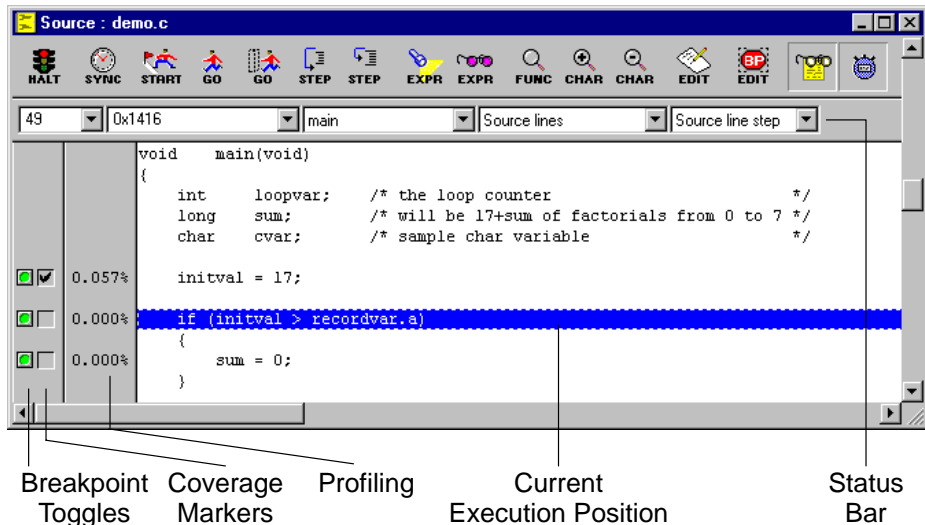 Source : demo.c
HALT SYNC START GO GO STEP STEP EXPR EXPR FUNC CHAR CHAR EDIT BP EDIT
49 0x1416 main Source lines Source line step
void main(void)
{
int loopvar; /* the loop counter */
long sum; /* will be 17+sum of factorials from 0 to 7 */
char cvar; /* sample char variable */
0.057% initval = 17;
0.000% if (initval > recordvar.a)
{
0.000% sum = 0;
}
Breakpoint Coverage Profiling Current Status
Toggles Markers Execution Position Bar